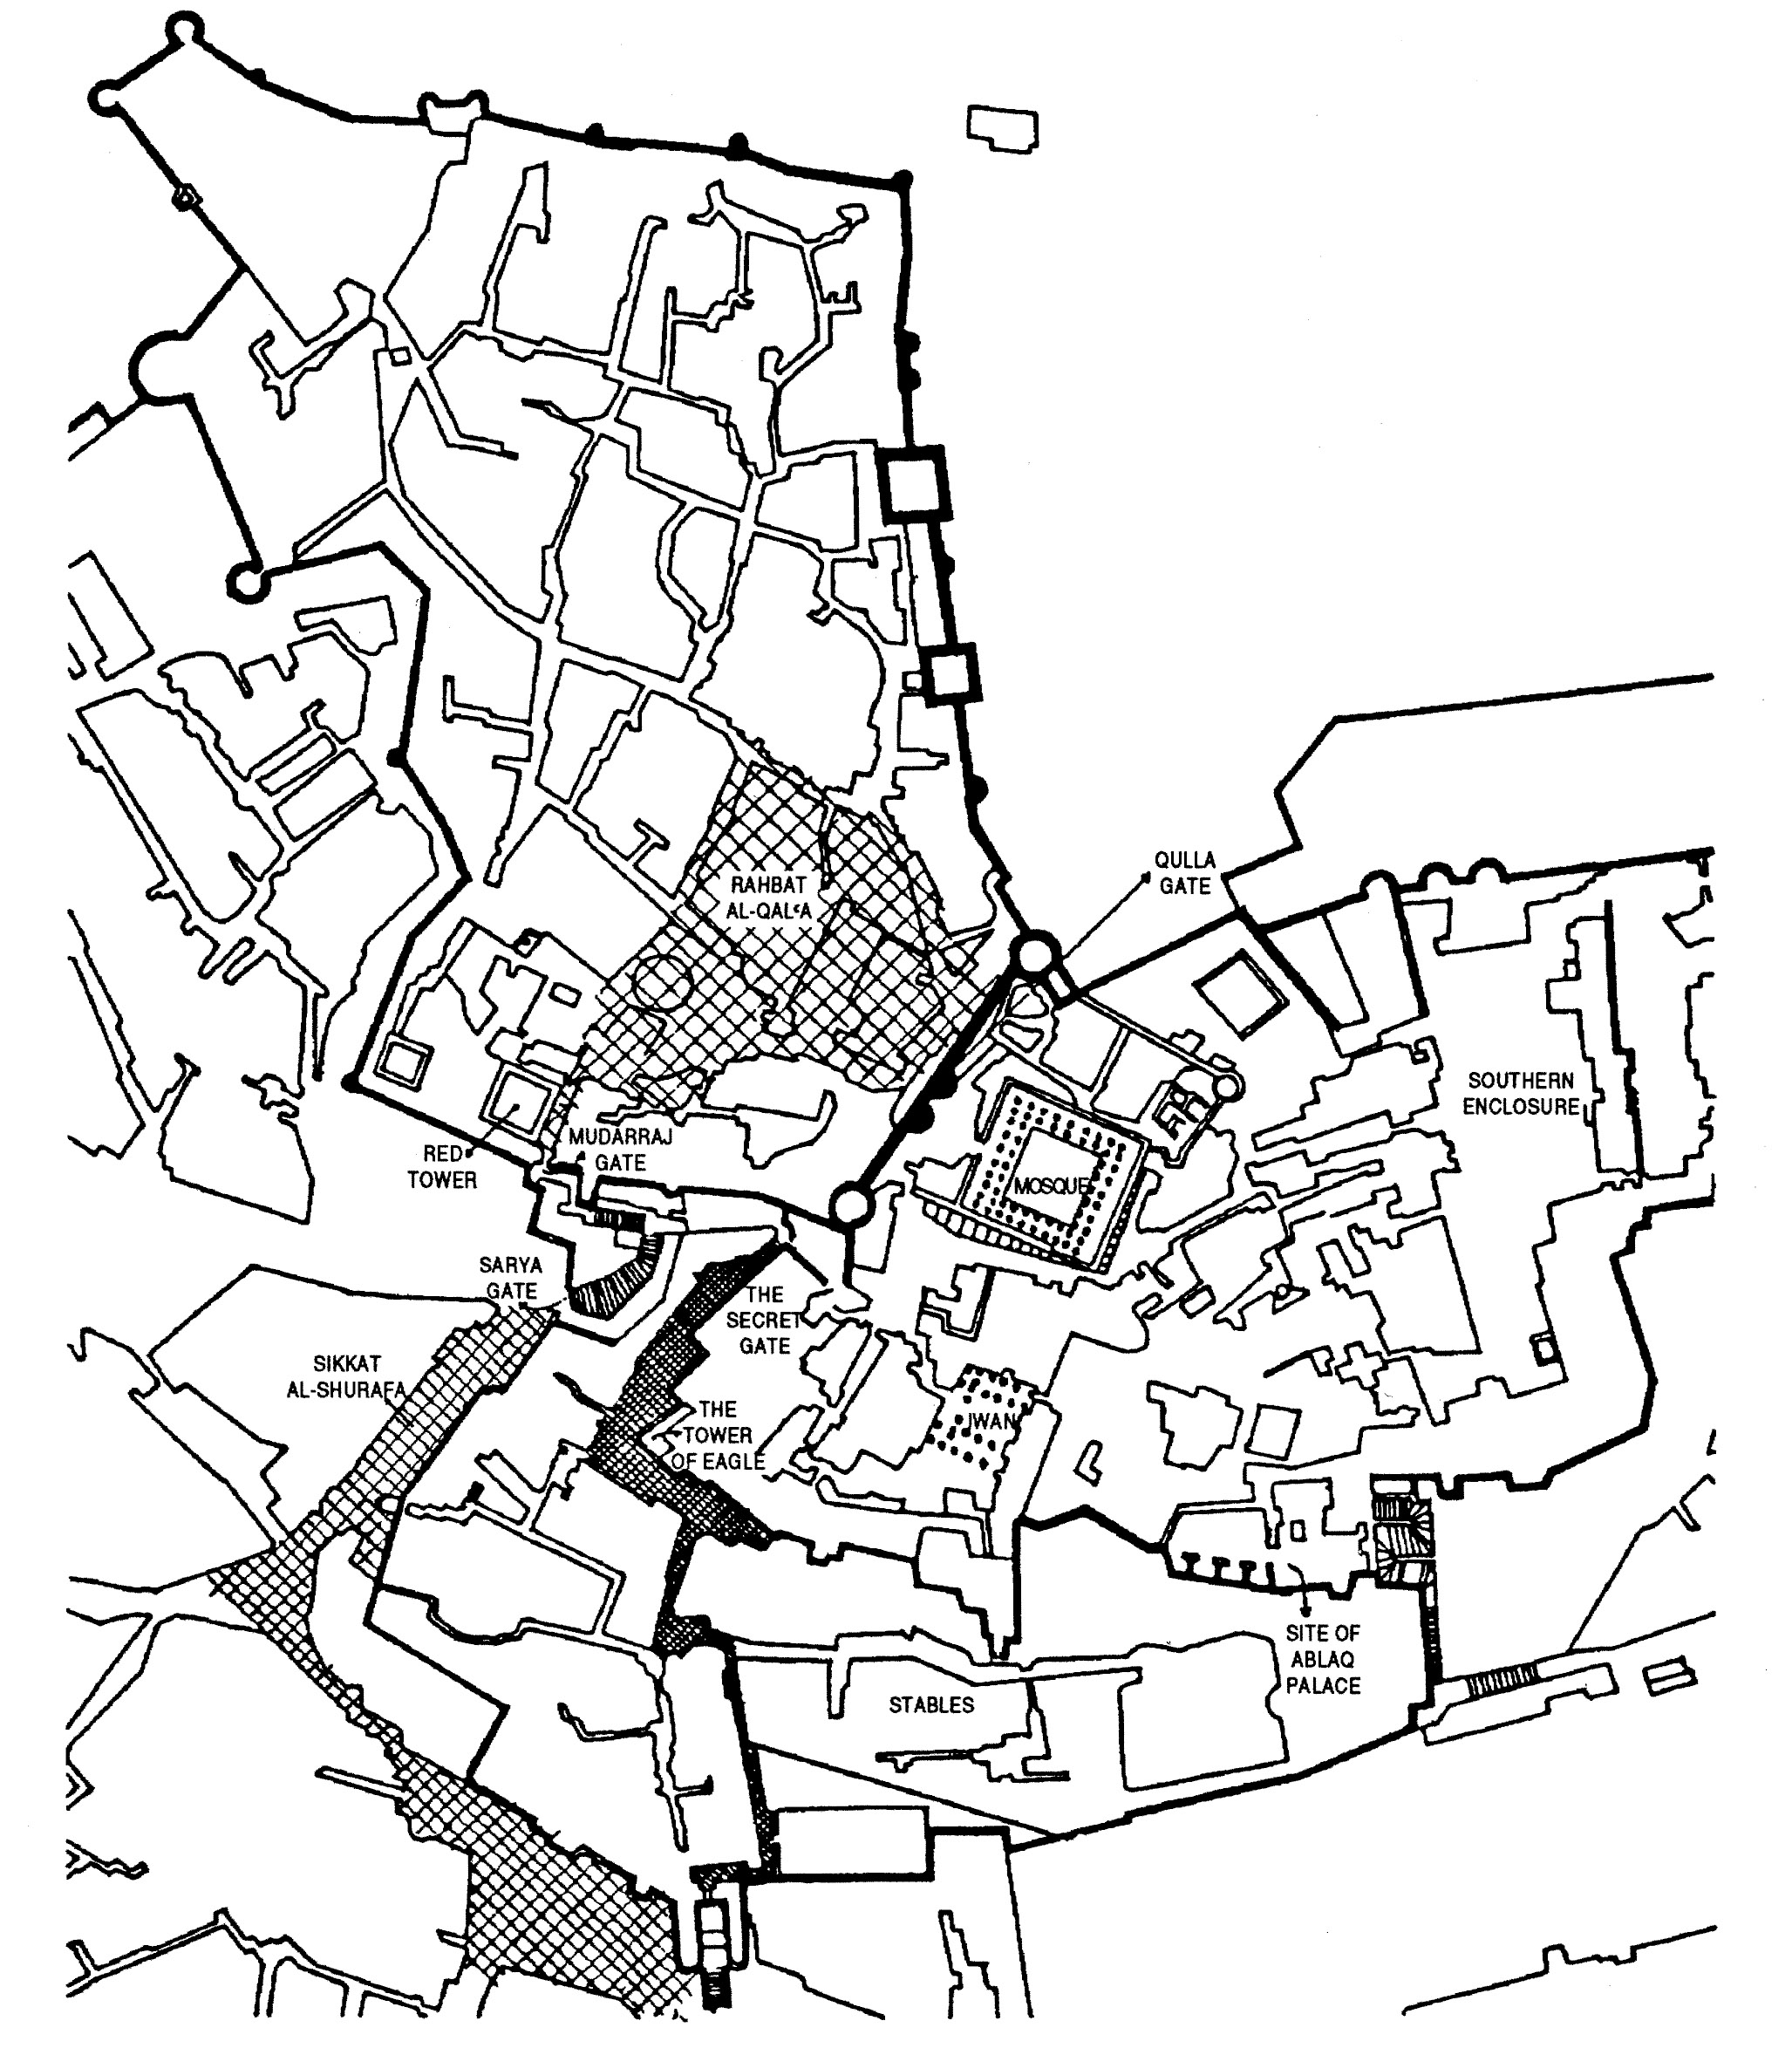 QULLA
GATE
RAHBAT
AL-QALʿA
SOUTHERN
ENCLOSURE
MUDARRAJ
GATE
RED
TOWER
MOSQUE
SARYA
GATE
THE
SECRET
GATE
SIKKAT
AL-SHURAFA
THE
TOWER
OF EAGLE
IWAN
SITE OF
ABLAQ
PALACE
STABLES